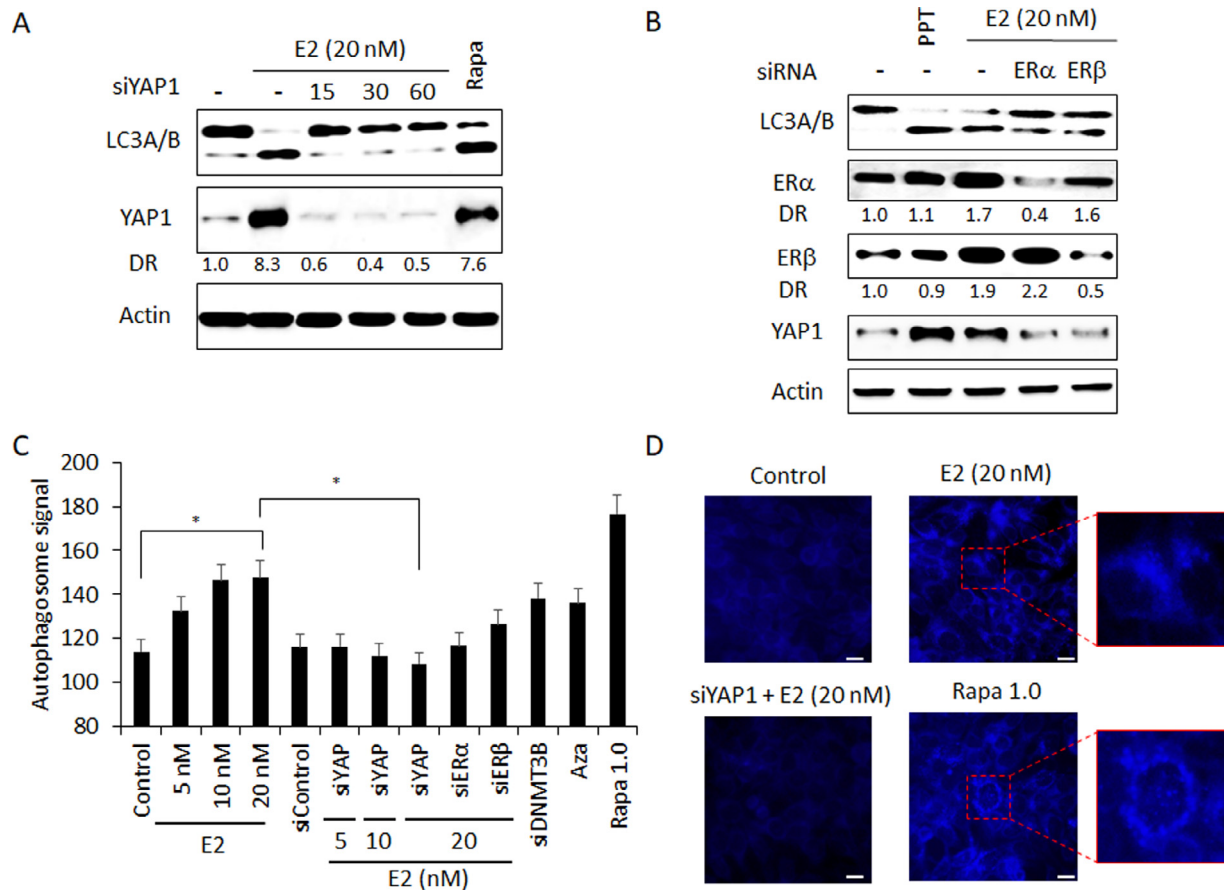 A
E2 (20 nM)
siYAP1 - - 15 30 60 Rapa
LC3A/B
YAP1
DR 1.0 8.3 0.6 0.4 0.5 7.6
Actin
B
PPT E2 (20 nM)
siRNA - - - ERα ERβ
LC3A/B
ERα
DR 1.0 1.1 1.7 0.4 1.6
ERβ
DR 1.0 0.9 1.9 2.2 0.5
YAP1
Actin
C
Autophagosome signal
200
180
160
140
120
100
80
* *
Control 5 nM 10 nM 20 nM siControl siYAP siYAP siYAP siERα siERβ siDNMT3B Aza Rapa 1.0
E2 5 10 20
E2 (nM)
D
Control E2 (20 nM)
siYAP1 + E2 (20 nM) Rapa 1.0